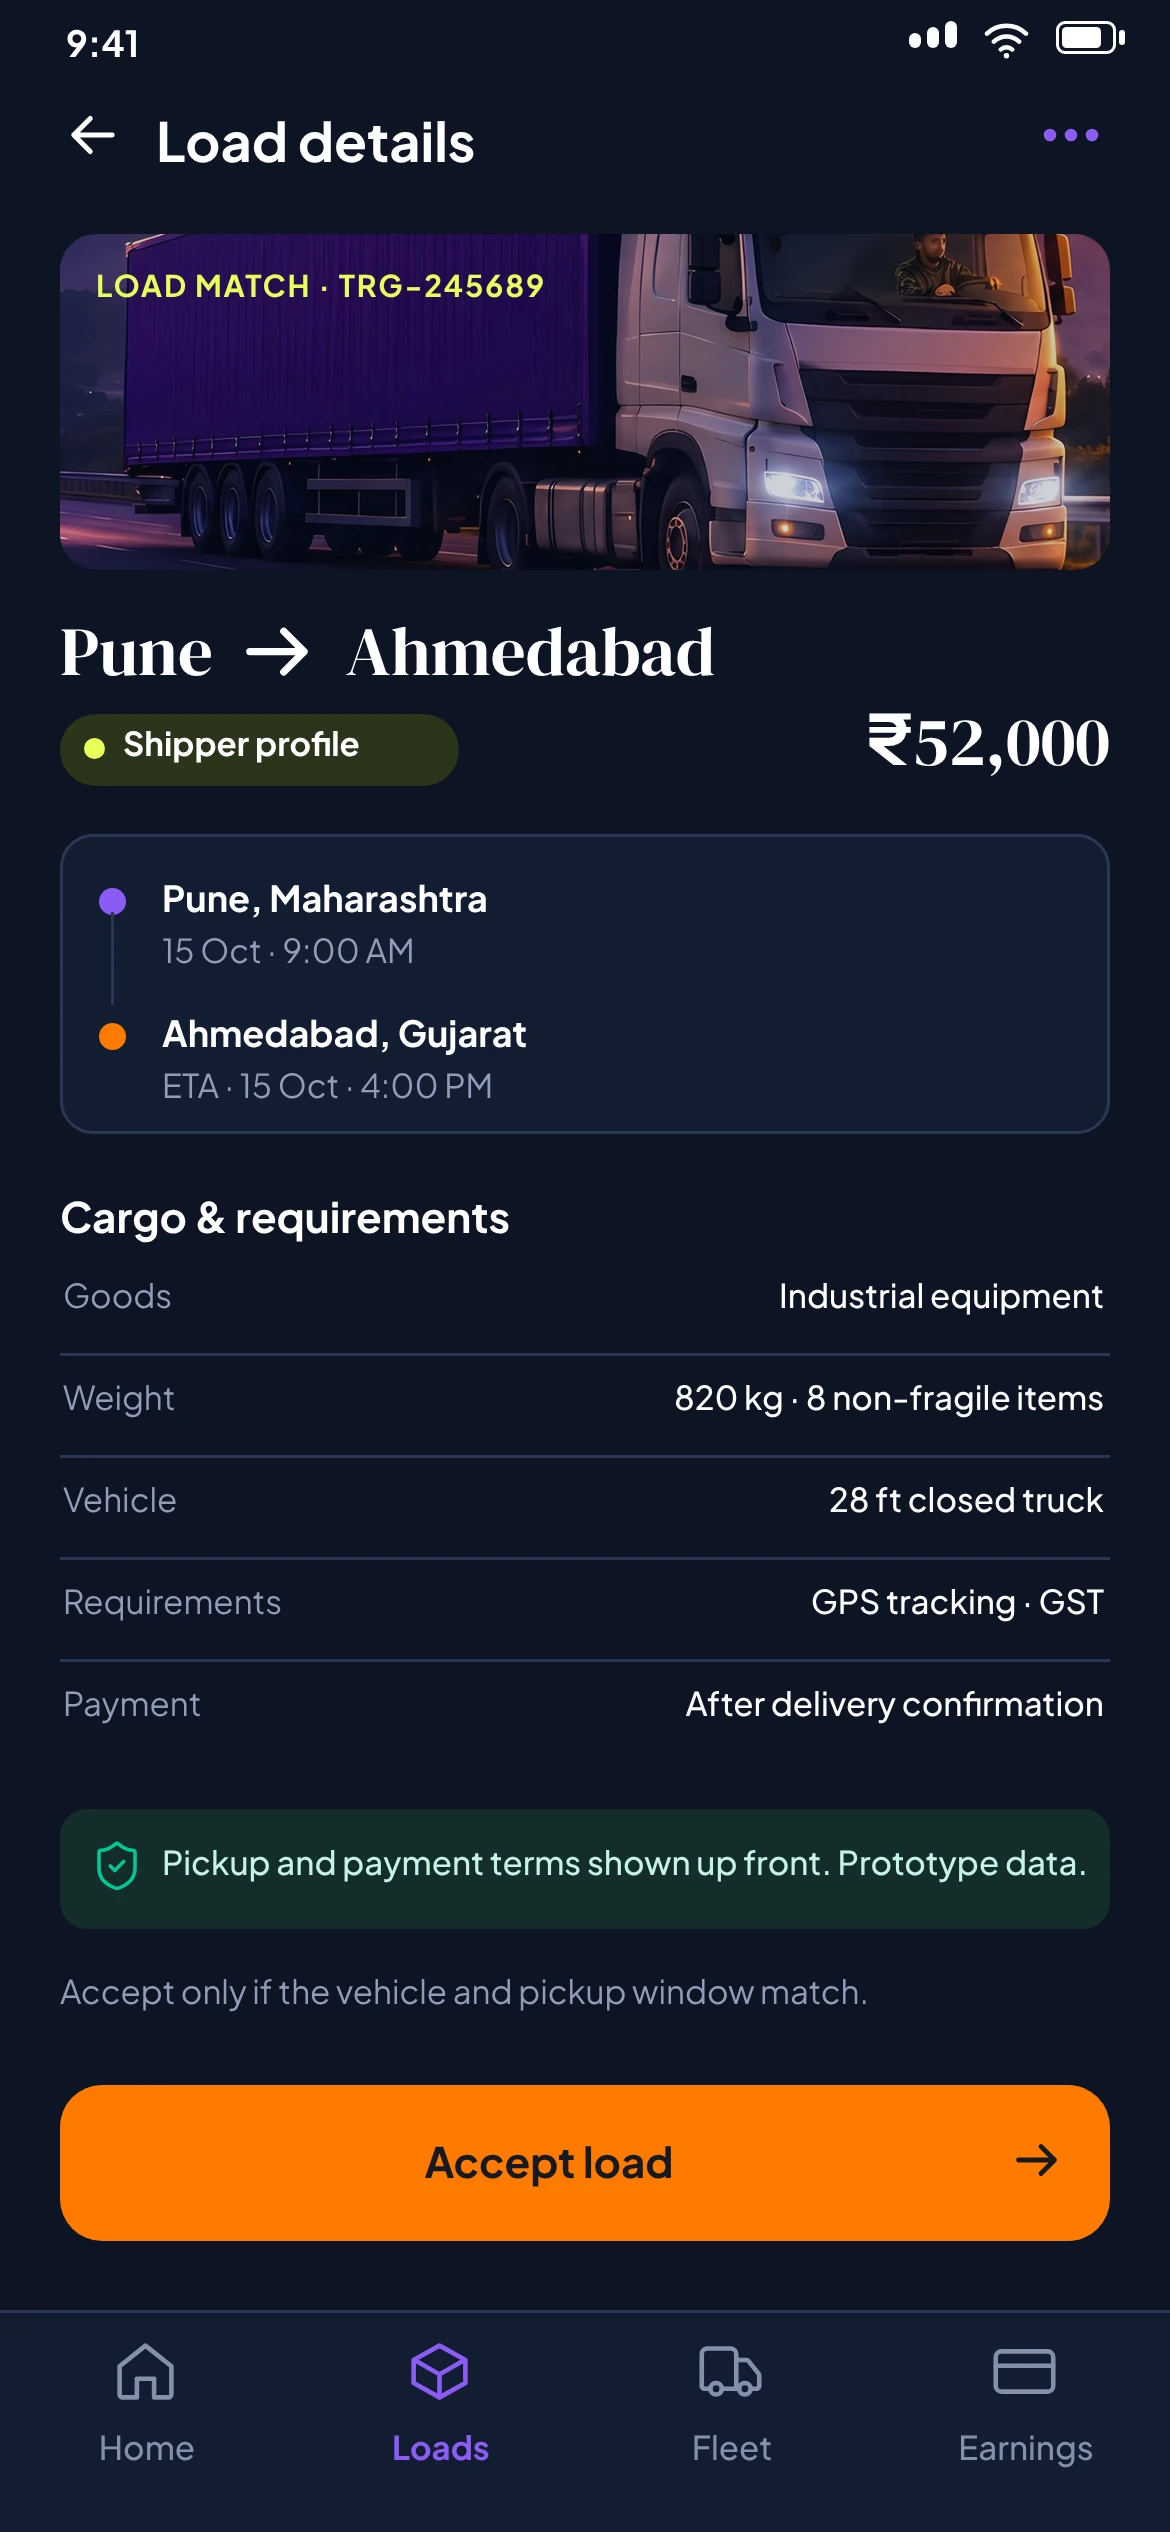 9:41
Load details
LOAD MATCH · TRG-245689
Pune → Ahmedabad
Shipper profile
₹52,000
Pune, Maharashtra
15 Oct · 9:00 AM
Ahmedabad, Gujarat
ETA · 15 Oct · 4:00 PM
Cargo & requirements
Goods Industrial equipment
Weight 820 kg · 8 non-fragile items
Vehicle 28 ft closed truck
Requirements GPS tracking · GST
Payment After delivery confirmation
Pickup and payment terms shown up front. Prototype data.
Accept only if the vehicle and pickup window match.
Accept load →
Home Loads Fleet Earnings